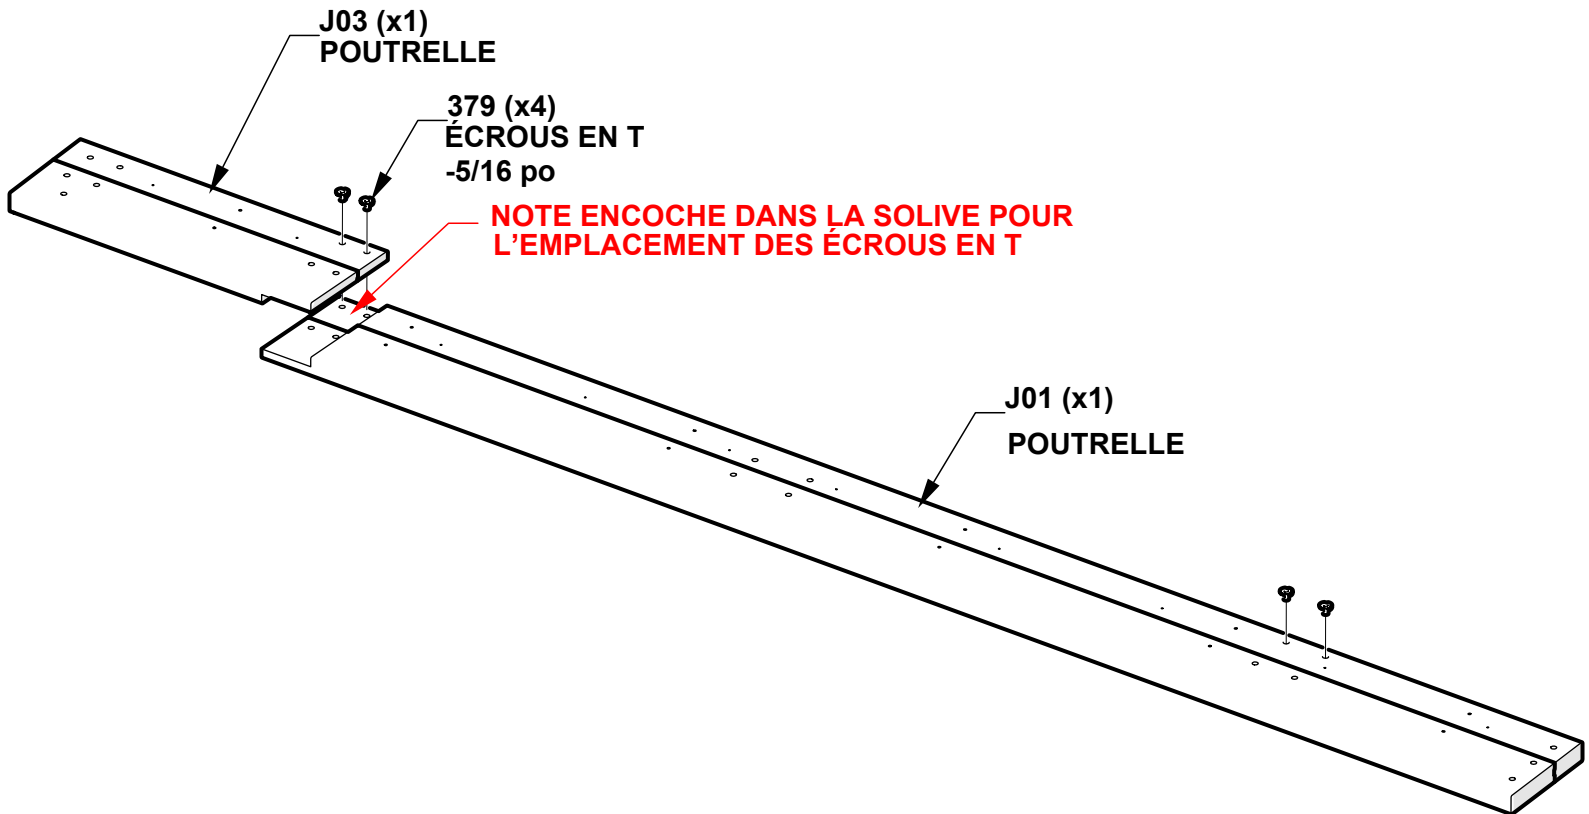 J03 (x1)
POUTRELLE
379 (x4)
ÉCROUS EN T
-5/16 po
NOTE ENCOCHE DANS LA SOLIVE POUR
L’EMPLACEMENT DES ÉCROUS EN T
J01 (x1)
POUTRELLE